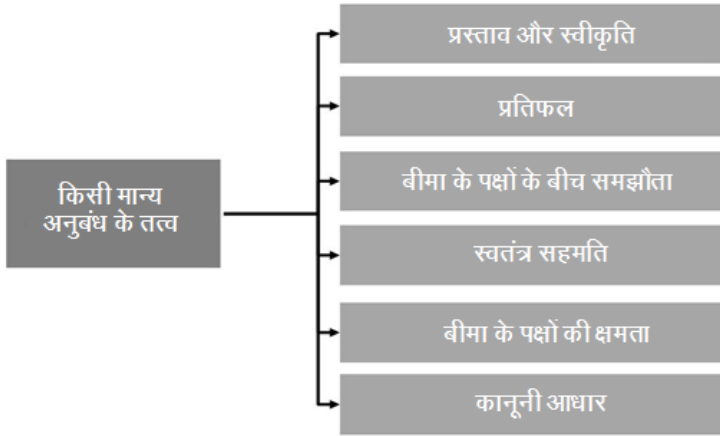 किसी मान्य
अनुबंध के तत्व
प्रस्ताव और स्वीकृति
प्रतिफल
बीमा के पक्षों के बीच समझौता
स्वतंत्र सहमति
बीमा के पक्षों की क्षमता
कानूनी आधार